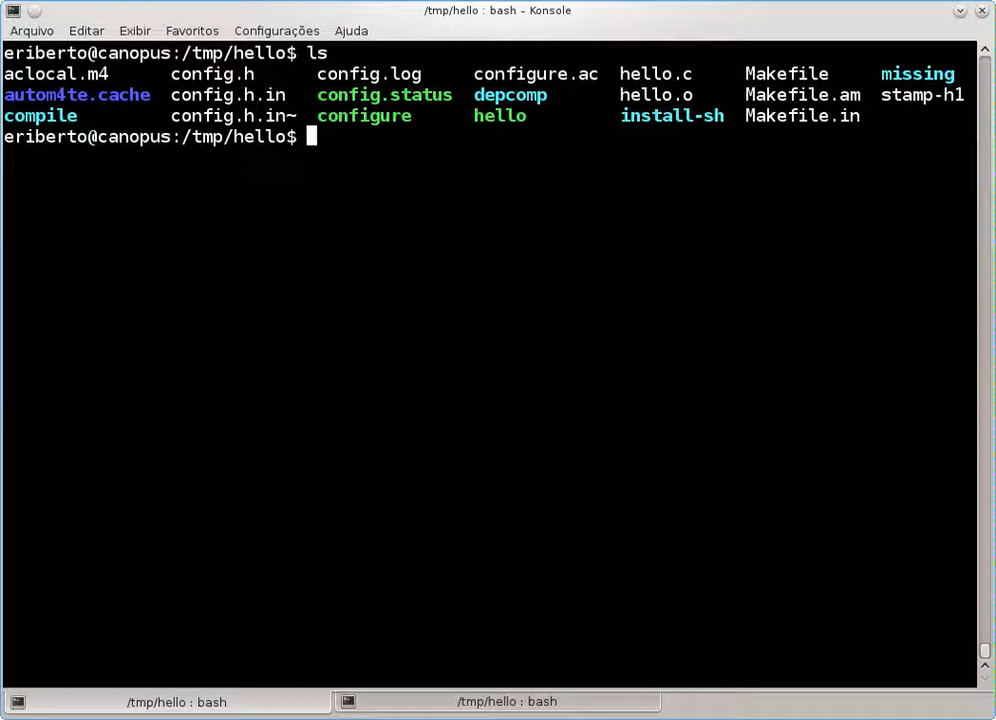 /tmp/hello : bash – Konsole
Arquivo Editar Exibir Favoritos Configurações Ajuda
eriberto@canopus:/tmp/hello$ ls
aclocal.m4 config.h config.log configure.ac hello.c Makefile missing
autom4te.cache config.h.in config.status depcomp hello.o Makefile.am stamp-h1
compile config.h.in~ configure hello install-sh Makefile.in
eriberto@canopus:/tmp/hello$
/tmp/hello : bash /tmp/hello : bash